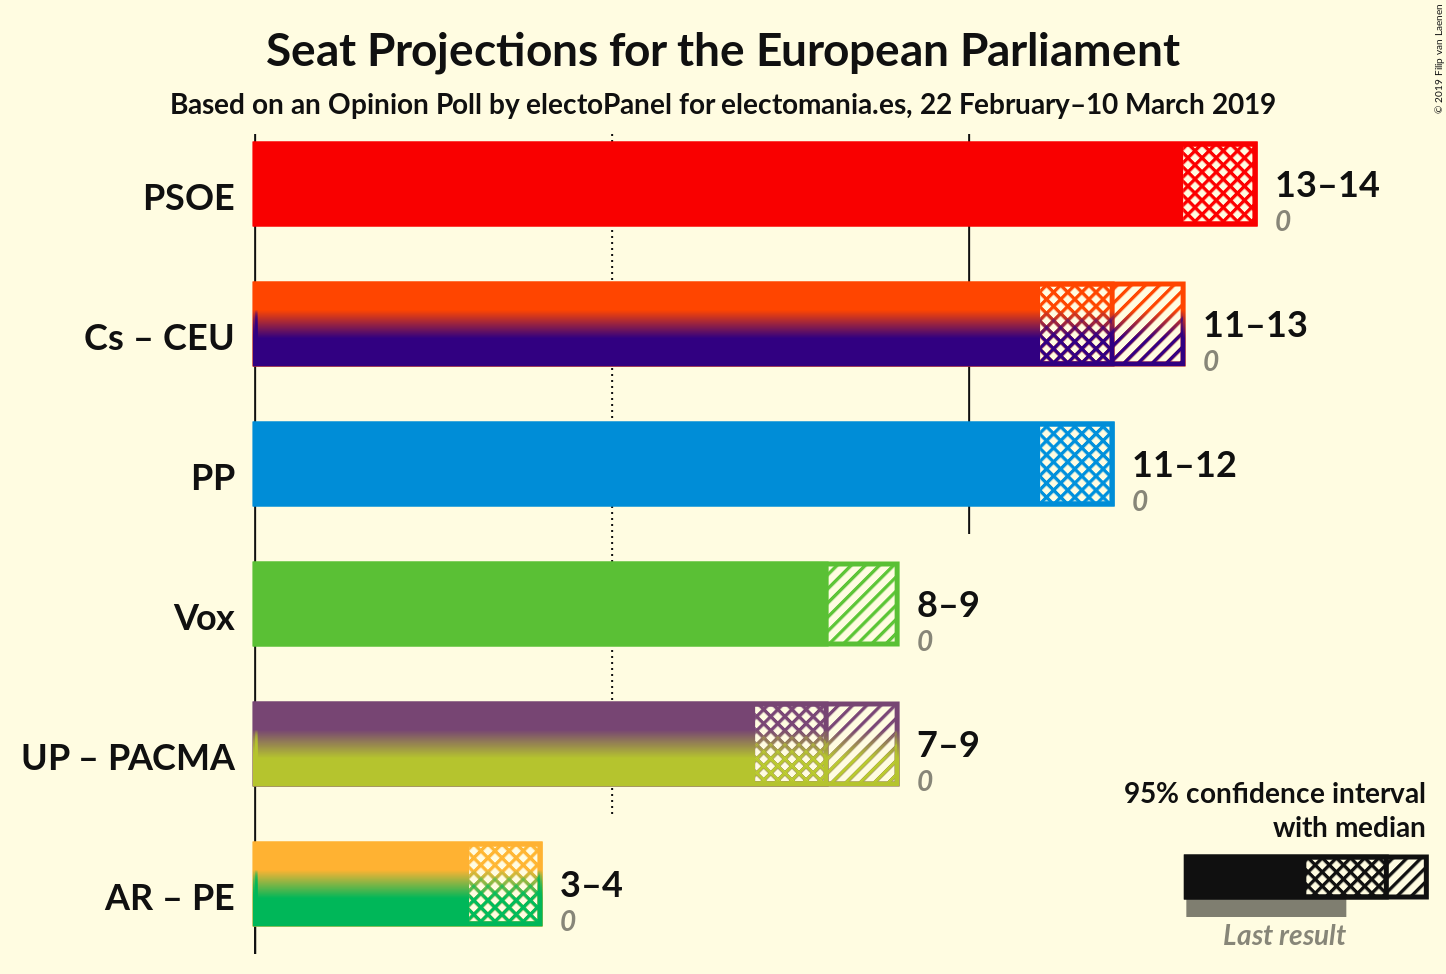 Seat Projections for the European Parliament
Based on an Opinion Poll by electoPanel for electomania.es, 22 February–10 March 2019
© 2019 Filip van Laenen
PSOE
13–14
0
Cs – CEU
11–13
0
PP
11–12
0
Vox
8–9
0
UP – PACMA
7–9
0
AR – PE
3–4
0
95% confidence interval
with median
Last result